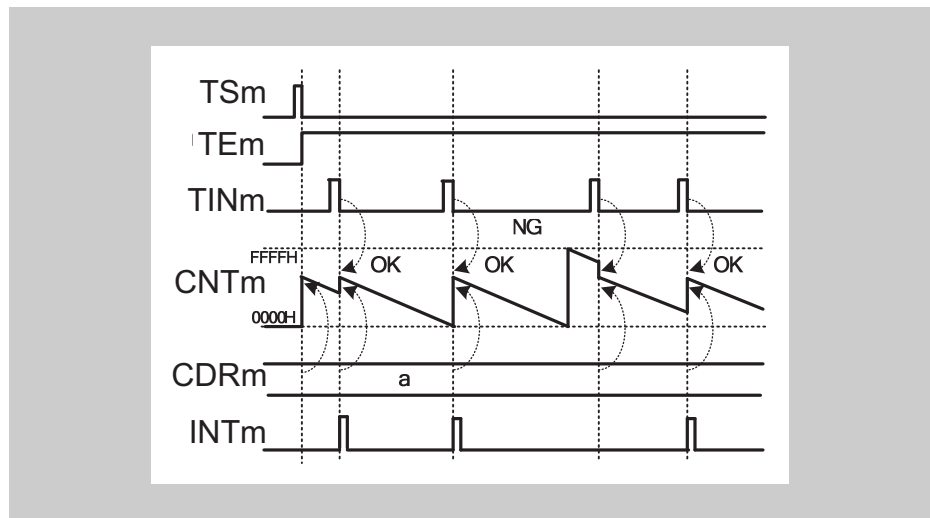 TSm
TEm
TINm
NG
FFFFH
OK OK OK
CNTm
0000H
CDRm a
INTm